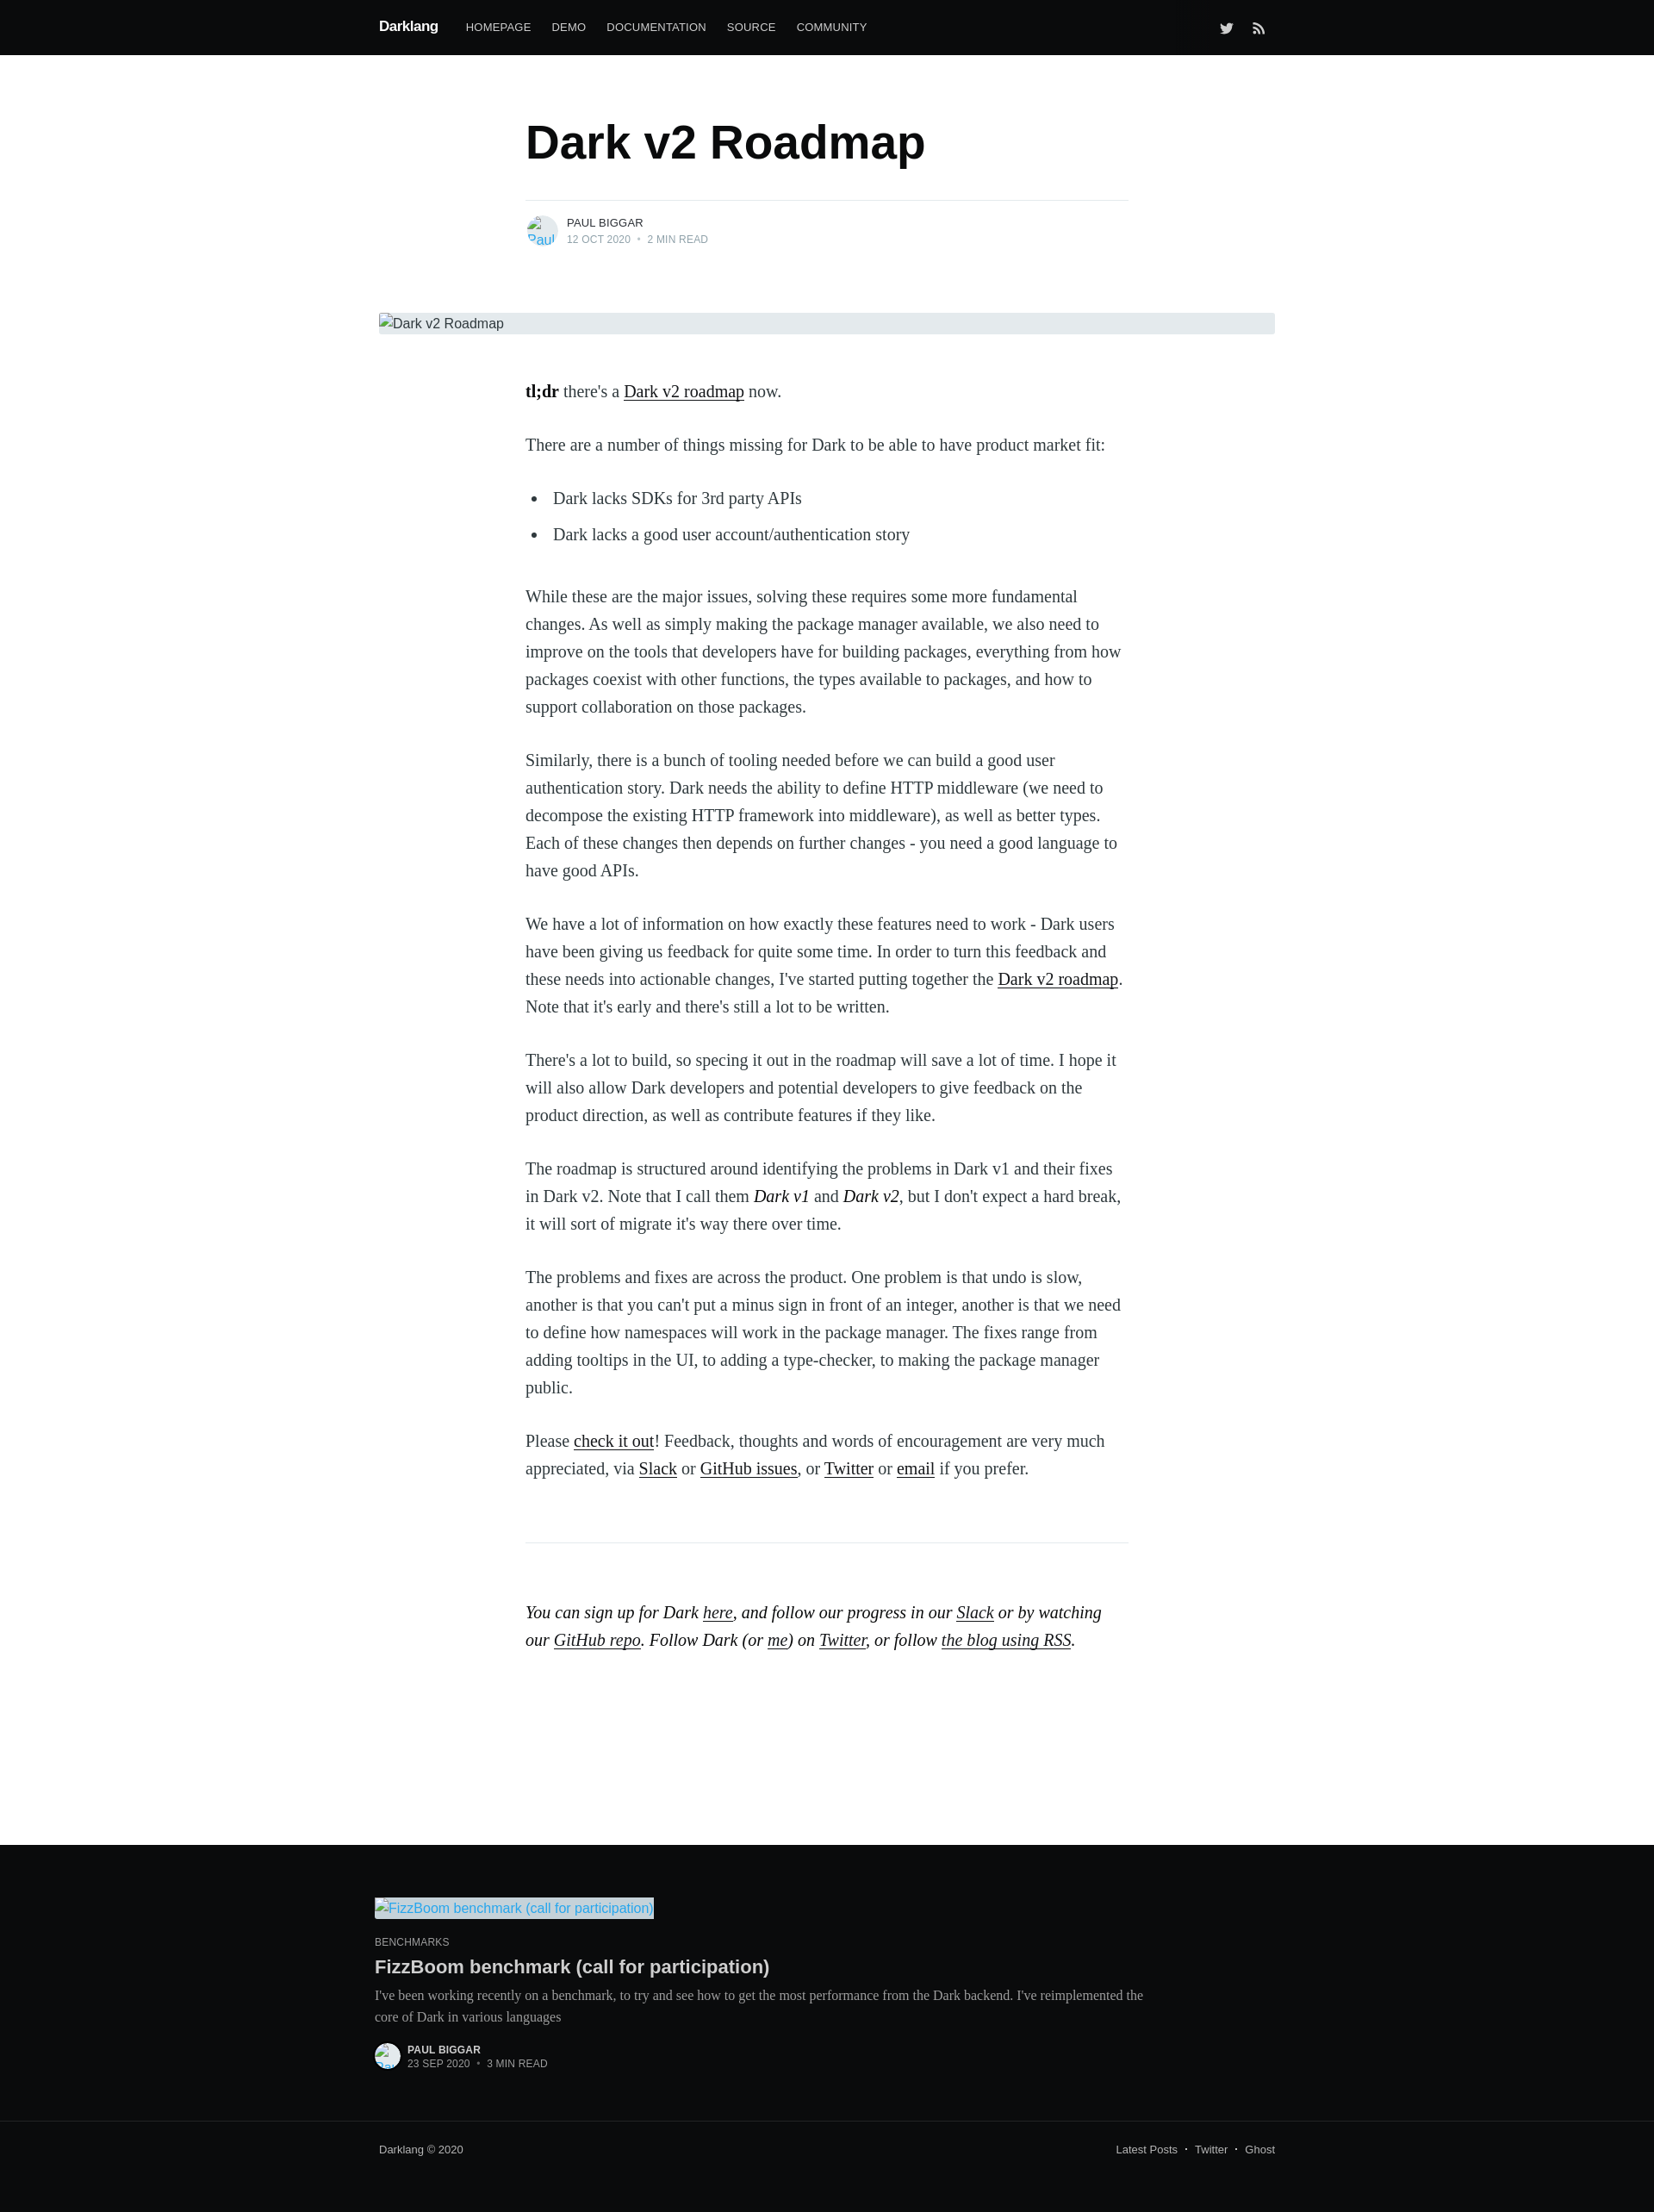 Darklang HOMEPAGE DEMO DOCUMENTATION SOURCE COMMUNITY
Dark v2 Roadmap
PAUL BIGGAR
Paul
12 OCT 2020 • 2 MIN READ
Dark v2 Roadmap
tl;dr there's a Dark v2 roadmap now.
There are a number of things missing for Dark to be able to have product market fit:
• Dark lacks SDKs for 3rd party APIs
• Dark lacks a good user account/authentication story
While these are the major issues, solving these requires some more fundamental
changes. As well as simply making the package manager available, we also need to
improve on the tools that developers have for building packages, everything from how
packages coexist with other functions, the types available to packages, and how to
support collaboration on those packages.
Similarly, there is a bunch of tooling needed before we can build a good user
authentication story. Dark needs the ability to define HTTP middleware (we need to
decompose the existing HTTP framework into middleware), as well as better types.
Each of these changes then depends on further changes - you need a good language to
have good APIs.
We have a lot of information on how exactly these features need to work - Dark users
have been giving us feedback for quite some time. In order to turn this feedback and
these needs into actionable changes, I've started putting together the Dark v2 roadmap.
Note that it's early and there's still a lot to be written.
There's a lot to build, so specing it out in the roadmap will save a lot of time. I hope it
will also allow Dark developers and potential developers to give feedback on the
product direction, as well as contribute features if they like.
The roadmap is structured around identifying the problems in Dark v1 and their fixes
in Dark v2. Note that I call them Dark v1 and Dark v2, but I don't expect a hard break,
it will sort of migrate it's way there over time.
The problems and fixes are across the product. One problem is that undo is slow,
another is that you can't put a minus sign in front of an integer, another is that we need
to define how namespaces will work in the package manager. The fixes range from
adding tooltips in the UI, to adding a type-checker, to making the package manager
public.
Please check it out! Feedback, thoughts and words of encouragement are very much
appreciated, via Slack or GitHub issues, or Twitter or email if you prefer.
You can sign up for Dark here, and follow our progress in our Slack or by watching
our GitHub repo. Follow Dark (or me) on Twitter, or follow the blog using RSS.
FizzBoom benchmark (call for participation)
BENCHMARKS
FizzBoom benchmark (call for participation)
I've been working recently on a benchmark, to try and see how to get the most performance from the Dark backend. I've reimplemented the
core of Dark in various languages
PAUL BIGGAR
23 SEP 2020 • 3 MIN READ
Darklang © 2020
Latest Posts • Twitter • Ghost